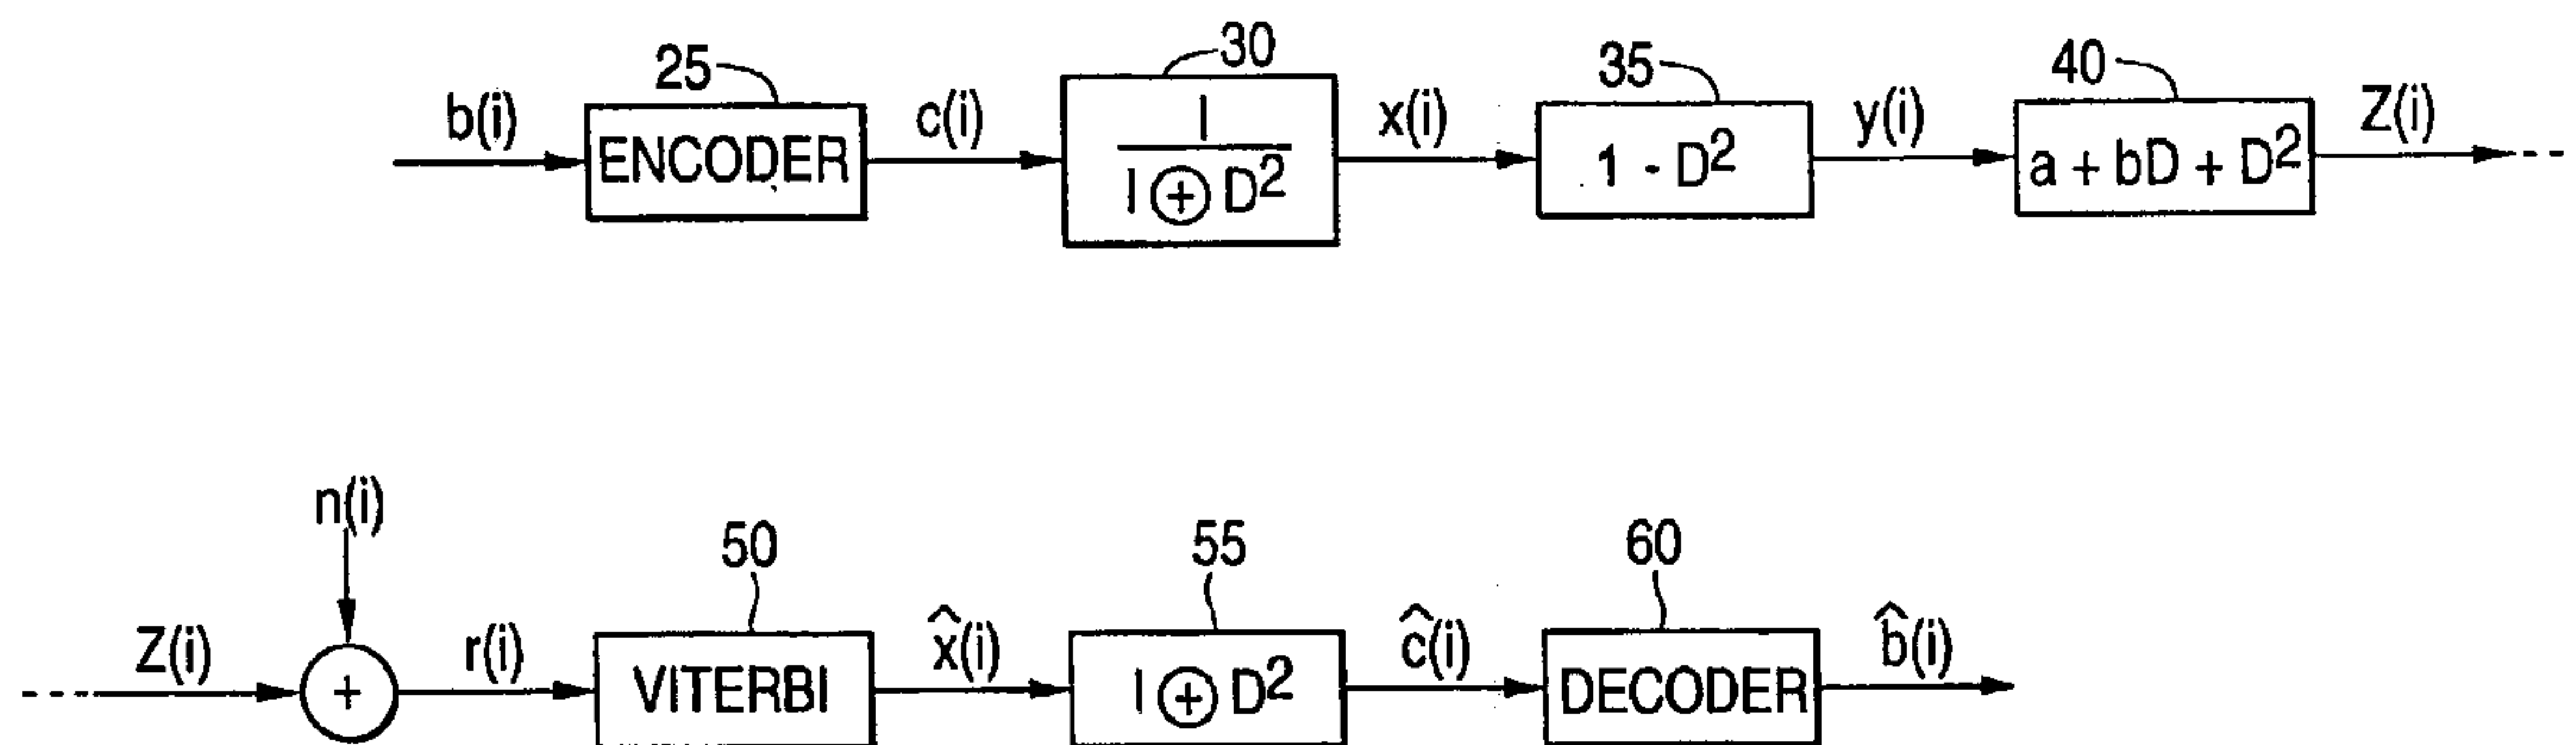 25
30
35
40
b(i)
ENCODER
c(i)
1
1 ⊕ D²
x(i)
1 - D²
y(i)
a + bD + D²
Z(i)
n(i)
50
55
60
Z(i)
+
r(i)
VITERBI
x̂(i)
1 ⊕ D²
ĉ(i)
DECODER
b̂(i)